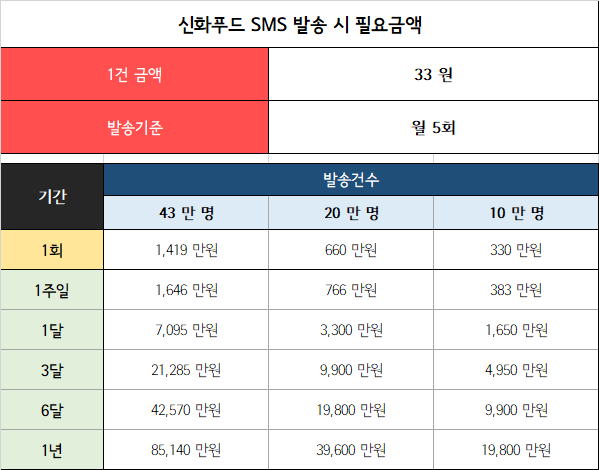 신화푸드 SMS 발송 시 필요금액
1건 금액 33 원
발송기준 월 5회
기간 발송건수
43 만 명 20 만 명 10 만 명
1회 1,419 만원 660 만원 330 만원
1주일 1,646 만원 766 만원 383 만원
1달 7,095 만원 3,300 만원 1,650 만원
3달 21,285 만원 9,900 만원 4,950 만원
6달 42,570 만원 19,800 만원 9,900 만원
1년 85,140 만원 39,600 만원 19,800 만원